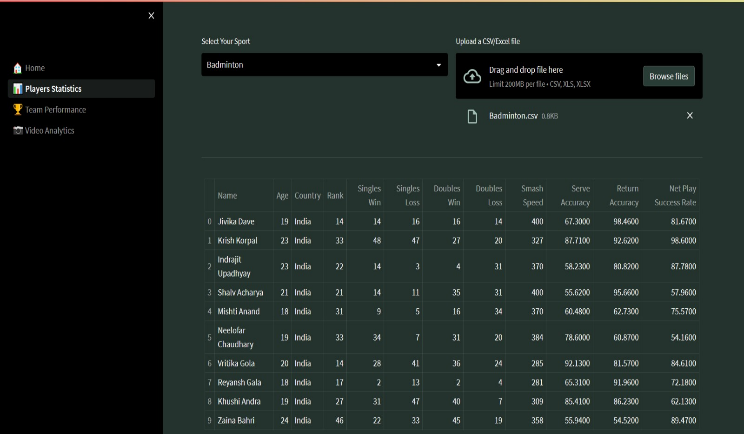 X
Home
Players Statistics
Team Performance
Video Analytics
Select Your Sport
Badminton
Upload a CSV/Excel file
Drag and drop file here
Limit 200MB per file • CSV, XLS, XLSX
Browse files
Badminton.csv 0.8KB X
Name Age Country Rank Singles Win Singles Loss Doubles Win Doubles Loss Smash Speed Serve Accuracy Return Accuracy Net Play Success Rate
0 Jivika Dave 19 India 14 14 16 16 14 400 67.3000 98.4600 81.6700
1 Krish Korpal 23 India 33 48 47 27 20 327 87.7100 92.6200 98.6000
2 Indrajit Upadhyay 23 India 22 14 3 4 31 370 58.2300 80.8200 87.7800
3 Shalv Acharya 21 India 21 14 11 35 31 400 55.6200 95.6600 57.9600
4 Mishti Anand 18 India 31 9 5 16 34 370 60.4800 62.7300 75.5700
5 Neelofar Chaudhary 19 India 33 34 7 31 20 384 78.6000 60.8700 54.1600
6 Vritika Gola 20 India 14 28 41 36 24 285 92.1300 81.5700 84.6100
7 Reyansh Gala 18 India 17 2 13 2 4 281 65.3100 91.9600 72.1800
8 Khushi Andra 19 India 27 31 47 40 7 309 85.4100 86.2300 62.1300
9 Zaina Bahri 24 India 46 22 33 45 19 358 55.9400 54.5200 89.4700